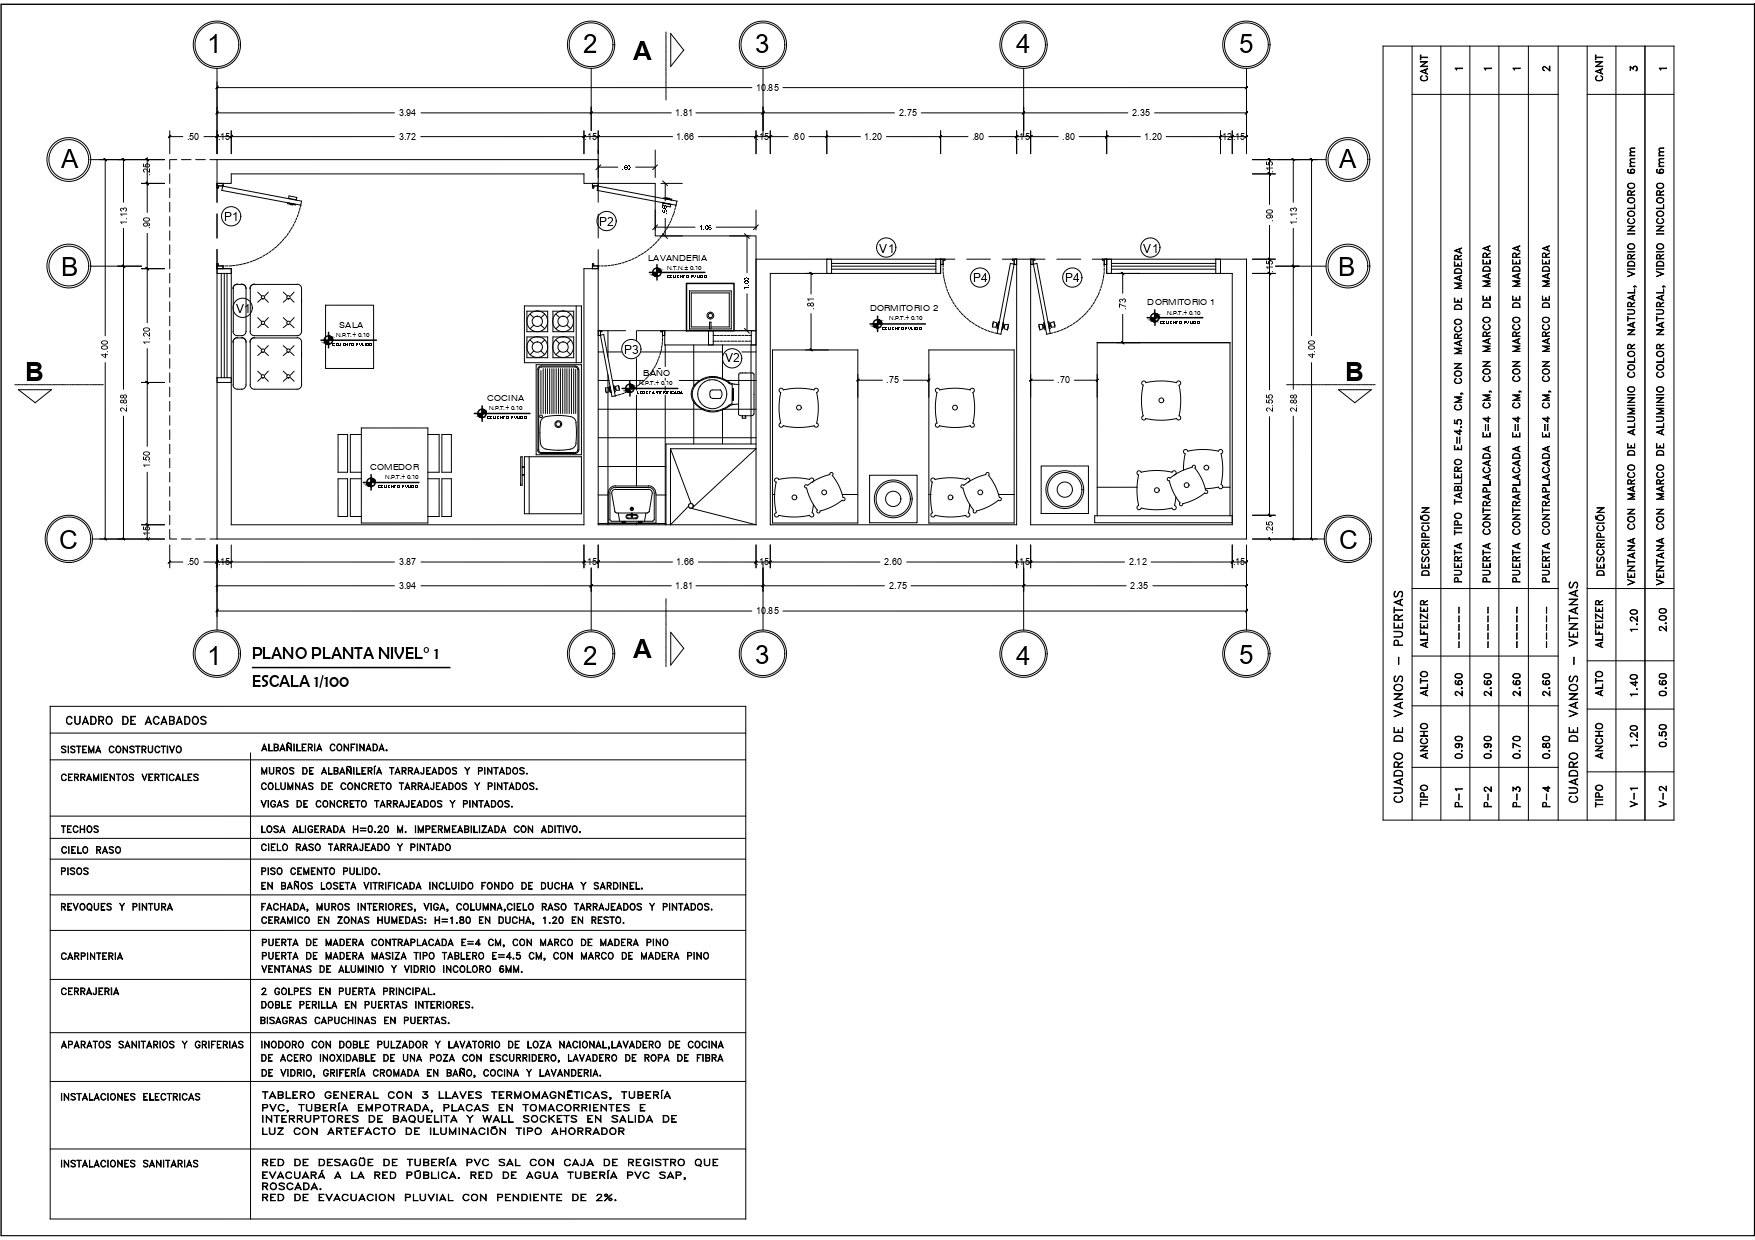 1
2
A
3
4
5
10.85
3.94
1.81
2.75
2.35
.50
.15
3.72
.15
1.66
.15
.60
1.20
.80
.15
.80
1.20
.12
.15
A
B
C
B
A
B
C
B
4.00
1.13
2.88
.25
.90
1.20
1.50
.15
.60
.56
1.06
1.00
.15
.90
.15
2.55
.25
1.13
2.88
4.00
P1
P2
P3
P4
P4
V1
V1
V1
V2
LAVANDERIA
N.T.N.± 0.10
CEMENTO PULIDO
SALA
N.P.T.+ 0.10
CEMENTO PULIDO
COCINA
N.P.T.+ 0.10
CEMENTO PULIDO
COMEDOR
N.P.T.+ 0.10
CEMENTO PULIDO
BAÑO
N.P.T.+ 0.10
LOSETA VITRIFICADA
DORMITORIO 2
N.P.T.+ 0.10
CEMENTO PULIDO
DORMITORIO 1
N.P.T.+ 0.10
CEMENTO PULIDO
.81
.75
.73
.70
.50
.15
3.87
.15
1.66
.15
2.60
.15
2.12
.15
3.94
1.81
2.75
2.35
10.85
1
2
A
3
4
5
PLANO PLANTA NIVEL° 1
ESCALA 1/100
CUADRO DE ACABADOS
SISTEMA CONSTRUCTIVO
ALBAÑILERIA CONFINADA.
CERRAMIENTOS VERTICALES
MUROS DE ALBAÑILERÍA TARRAJEADOS Y PINTADOS.
COLUMNAS DE CONCRETO TARRAJEADOS Y PINTADOS.
VIGAS DE CONCRETO TARRAJEADOS Y PINTADOS.
TECHOS
LOSA ALIGERADA H=0.20 M. IMPERMEABILIZADA CON ADITIVO.
CIELO RASO
CIELO RASO TARRAJEADO Y PINTADO
PISOS
PISO CEMENTO PULIDO.
EN BAÑOS LOSETA VITRIFICADA INCLUIDO FONDO DE DUCHA Y SARDINEL.
REVOQUES Y PINTURA
FACHADA, MUROS INTERIORES, VIGA, COLUMNA,CIELO RASO TARRAJEADOS Y PINTADOS.
CERAMICO EN ZONAS HUMEDAS: H=1.80 EN DUCHA, 1.20 EN RESTO.
CARPINTERIA
PUERTA DE MADERA CONTRAPLACADA E=4 CM, CON MARCO DE MADERA PINO
PUERTA DE MADERA MASIZA TIPO TABLERO E=4.5 CM, CON MARCO DE MADERA PINO
VENTANAS DE ALUMINIO Y VIDRIO INCOLORO 6MM.
CERRAJERIA
2 GOLPES EN PUERTA PRINCIPAL.
DOBLE PERILLA EN PUERTAS INTERIORES.
BISAGRAS CAPUCHINAS EN PUERTAS.
APARATOS SANITARIOS Y GRIFERIAS
INODORO CON DOBLE PULZADOR Y LAVATORIO DE LOZA NACIONAL,LAVADERO DE COCINA
DE ACERO INOXIDABLE DE UNA POZA CON ESCURRIDERO, LAVADERO DE ROPA DE FIBRA
DE VIDRIO, GRIFERÍA CROMADA EN BAÑO, COCINA Y LAVANDERIA.
INSTALACIONES ELECTRICAS
TABLERO GENERAL CON 3 LLAVES TERMOMAGNÉTICAS, TUBERÍA
PVC, TUBERÍA EMPOTRADA, PLACAS EN TOMACORRIENTES E
INTERRUPTORES DE BAQUELITA Y WALL SOCKETS EN SALIDA DE
LUZ CON ARTEFACTO DE ILUMINACIÓN TIPO AHORRADOR
INSTALACIONES SANITARIAS
RED DE DESAGÜE DE TUBERÍA PVC SAL CON CAJA DE REGISTRO QUE
EVACUARÁ A LA RED PÚBLICA. RED DE AGUA TUBERÍA PVC SAP,
ROSCADA.
RED DE EVACUACION PLUVIAL CON PENDIENTE DE 2%.
CUADRO DE VANOS - PUERTAS
TIPO ANCHO ALTO ALFEIZER DESCRIPCIÓN CANT
P-1 0.90 2.60 ----- PUERTA TIPO TABLERO E=4.5 CM, CON MARCO DE MADERA 1
P-2 0.90 2.60 ----- PUERTA CONTRAPLACADA E=4 CM, CON MARCO DE MADERA 1
P-3 0.70 2.60 ----- PUERTA CONTRAPLACADA E=4 CM, CON MARCO DE MADERA 1
P-4 0.80 2.60 ----- PUERTA CONTRAPLACADA E=4 CM, CON MARCO DE MADERA 2
CUADRO DE VANOS - VENTANAS
TIPO ANCHO ALTO ALFEIZER DESCRIPCIÓN CANT
V-1 1.20 1.40 1.20 VENTANA CON MARCO DE ALUMINIO COLOR NATURAL, VIDRIO INCOLORO 6mm 3
V-2 0.50 0.60 2.00 VENTANA CON MARCO DE ALUMINIO COLOR NATURAL, VIDRIO INCOLORO 6mm 1